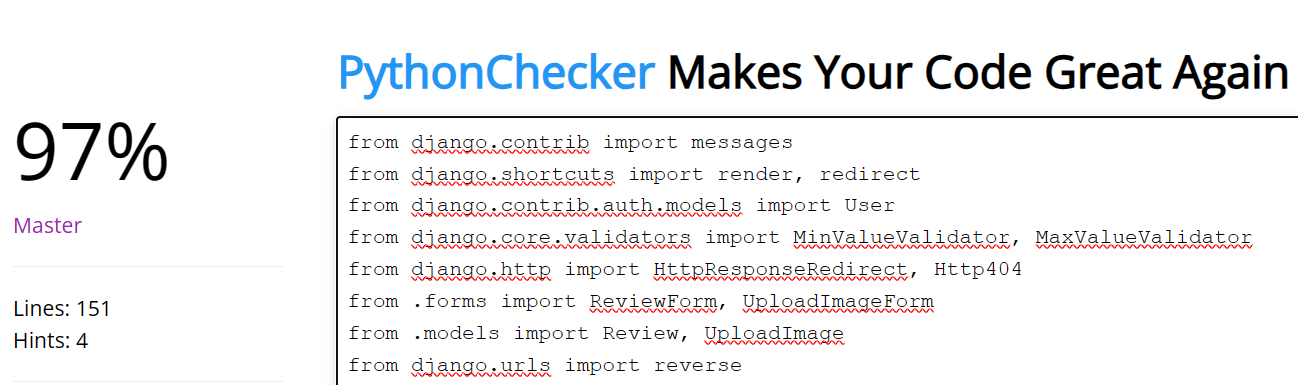 PythonChecker Makes Your Code Great Again
97%
Master
Lines: 151
Hints: 4
from django.contrib import messages
from django.shortcuts import render, redirect
from django.contrib.auth.models import User
from django.core.validators import MinValueValidator, MaxValueValidator
from django.http import HttpResponseRedirect, Http404
from .forms import ReviewForm, UploadImageForm
from .models import Review, UploadImage
from django.urls import reverse